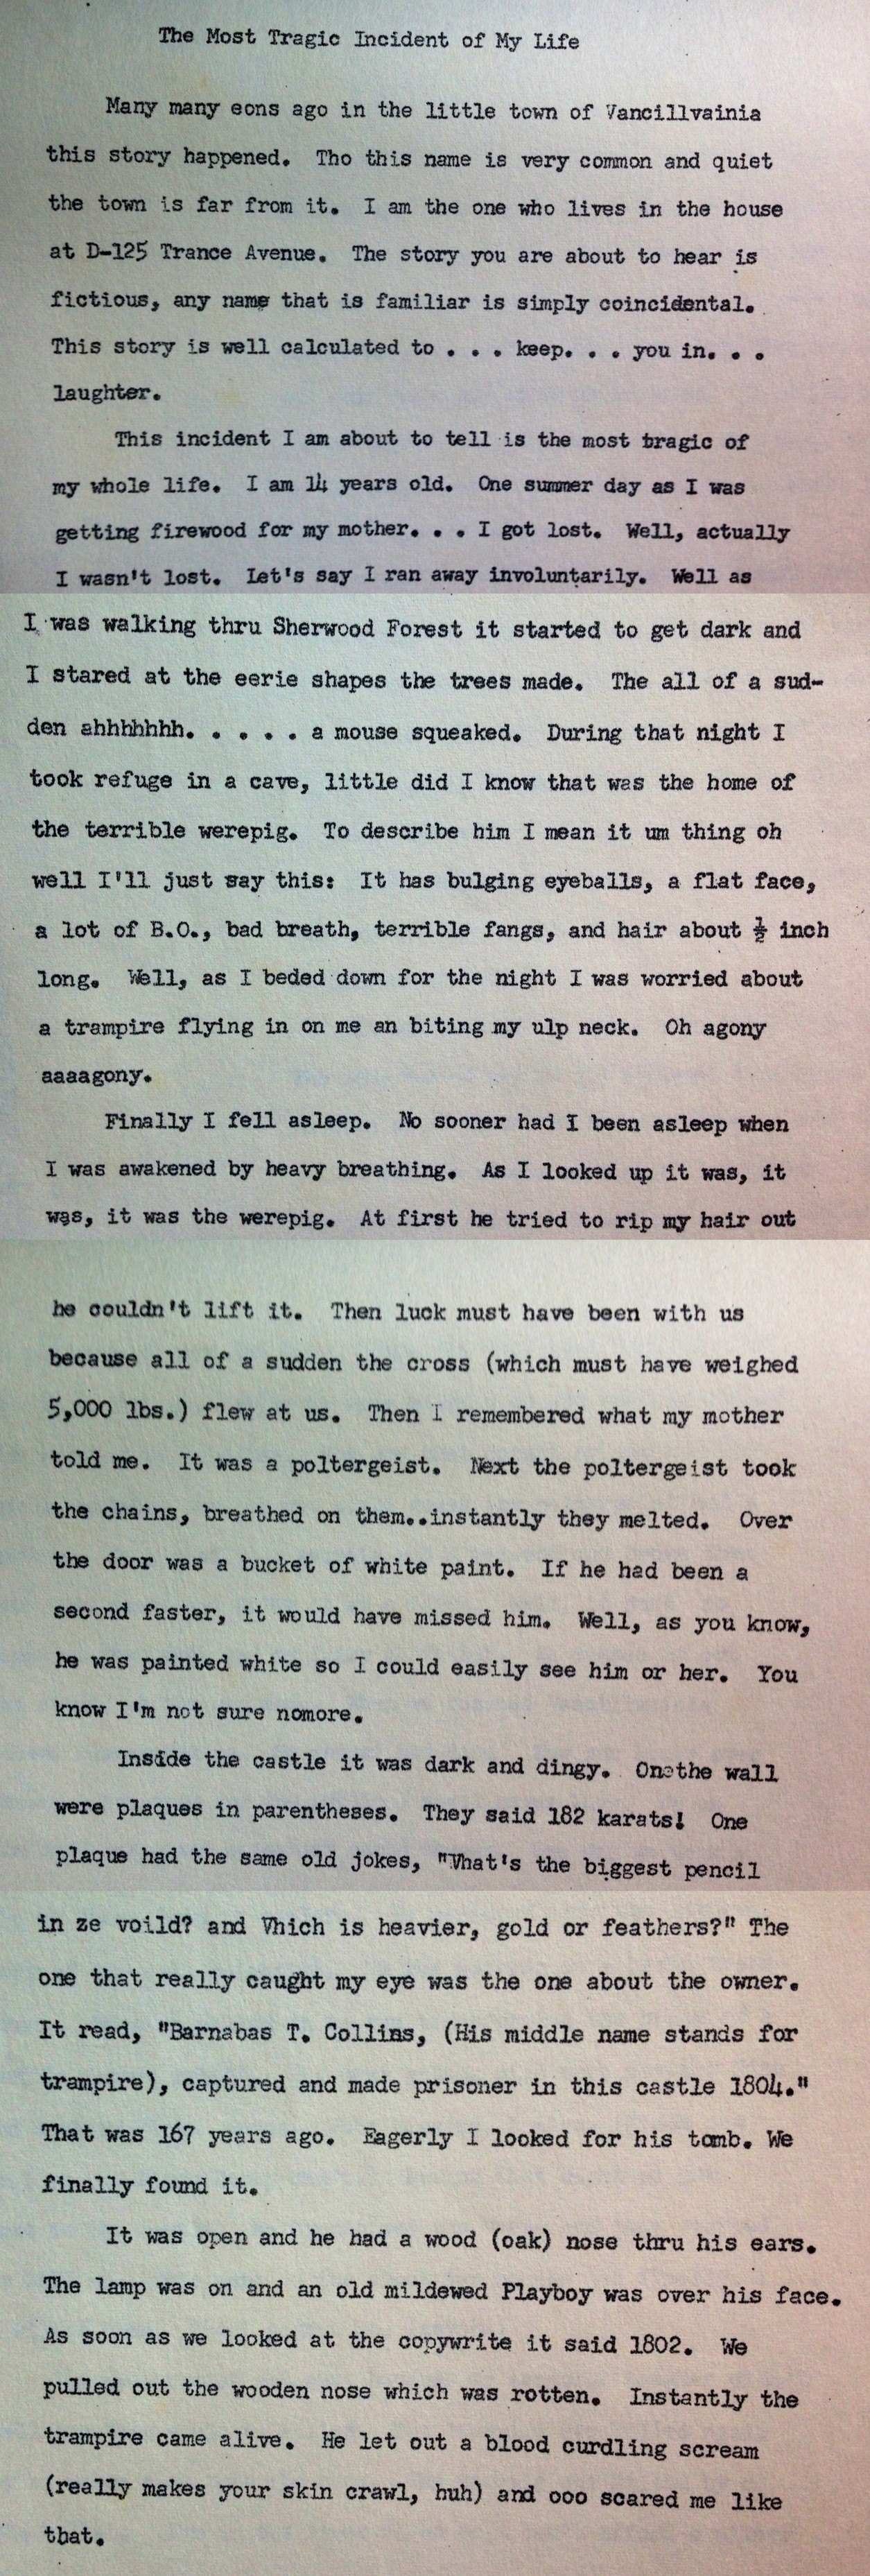 The Most Tragic Incident of My Life
Many many eons ago in the little town of Vancillvainia
this story happened. Tho this name is very common and quiet
the town is far from it. I am the one who lives in the house
at D-125 Trance Avenue. The story you are about to hear is
fictious, any name that is familiar is simply coincidental.
This story is well calculated to . . . keep. . . you in. . .
laughter.
This incident I am about to tell is the most tragic of
my whole life. I am 14 years old. One summer day as I was
getting firewood for my mother. . . I got lost. Well, actually
I wasn't lost. Let's say I ran away involuntarily. Well as
I was walking thru Sherwood Forest it started to get dark and
I stared at the eerie shapes the trees made. The all of a sud-
den ahhhhhhh. . . . . a mouse squeaked. During that night I
took refuge in a cave, little did I know that was the home of
the terrible werepig. To describe him I mean it um thing oh
well I'll just say this: It has bulging eyeballs, a flat face,
a lot of B.O., bad breath, terrible fangs, and hair about ½ inch
long. Well, as I beded down for the night I was worried about
a trampire flying in on me an biting my ulp neck. Oh agony
aaaagony.
Finally I fell asleep. No sooner had I been asleep when
I was awakened by heavy breathing. As I looked up it was, it
was, it was the werepig. At first he tried to rip my hair out
he couldn't lift it. Then luck must have been with us
because all of a sudden the cross (which must have weighed
5,000 lbs.) flew at us. Then I remembered what my mother
told me. It was a poltergeist. Next the poltergeist took
the chains, breathed on them..instantly they melted. Over
the door was a bucket of white paint. If he had been a
second faster, it would have missed him. Well, as you know,
he was painted white so I could easily see him or her. You
know I'm not sure nomore.
Inside the castle it was dark and dingy. On the wall
were plaques in parentheses. They said 182 karats! One
plaque had the same old jokes, "Vhat's the biggest pencil
in ze voild? and Vhich is heavier, gold or feathers?" The
one that really caught my eye was the one about the owner.
It read, "Barnabas T. Collins, (His middle name stands for
trampire), captured and made prisoner in this castle 1804."
That was 167 years ago. Eagerly I looked for his tomb. We
finally found it.
It was open and he had a wood (oak) nose thru his ears.
The lamp was on and an old mildewed Playboy was over his face.
As soon as we looked at the copywrite it said 1802. We
pulled out the wooden nose which was rotten. Instantly the
trampire came alive. He let out a blood curdling scream
(really makes your skin crawl, huh) and ooo scared me like
that.